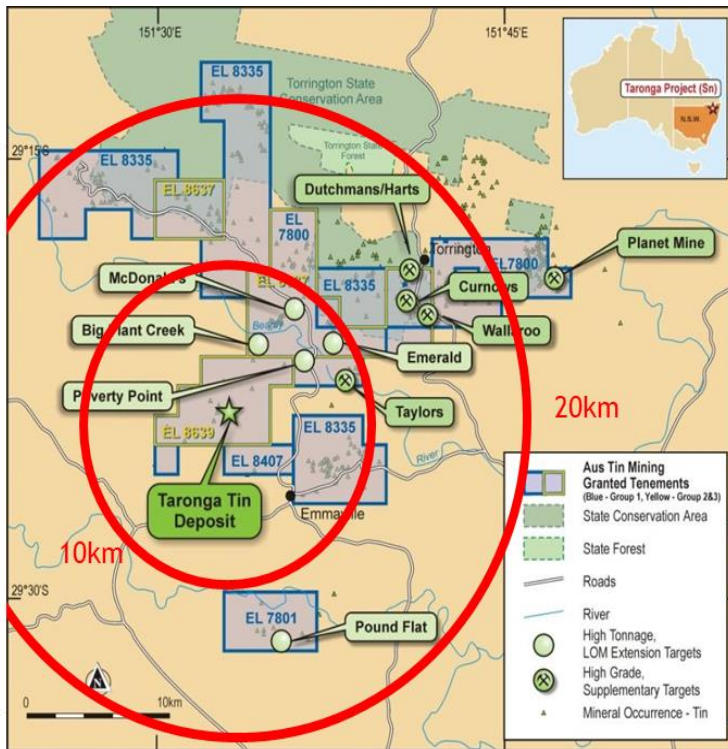 151°30'E
151°45'E
Taronga Project (Sn)
N.S.W.
EL 8335
Torrington State
Conservation Area
29°15'S
EL 8335
Torrington State
Forest
EL 8637
Dutchmans/Harts
EL
7800
Torrington
EL7800
Planet Mine
McDonald's
EL 8335
Curnows
Wallaroo
Big Plant Creek
River
Emerald
Poverty Point
Taylors
20km
EL 8639
EL 8335
River
EL 8407
Taronga Tin
Deposit
Emmaville
10km
29°30'S
EL 7801
Pound Flat
N
0 10km
Aus Tin Mining
Granted Tenements
(Blue - Group 1, Yellow - Group 2&3)
State Conservation Area
State Forest
Roads
River
High Tonnage,
LOM Extension Targets
High Grade,
Supplementary Targets
Mineral Occurrence - Tin